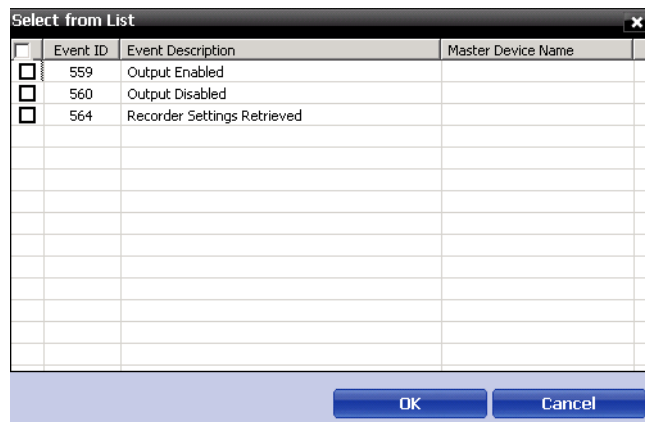 Select from List
Event ID Event Description Master Device Name
559 Output Enabled
560 Output Disabled
564 Recorder Settings Retrieved
OK Cancel